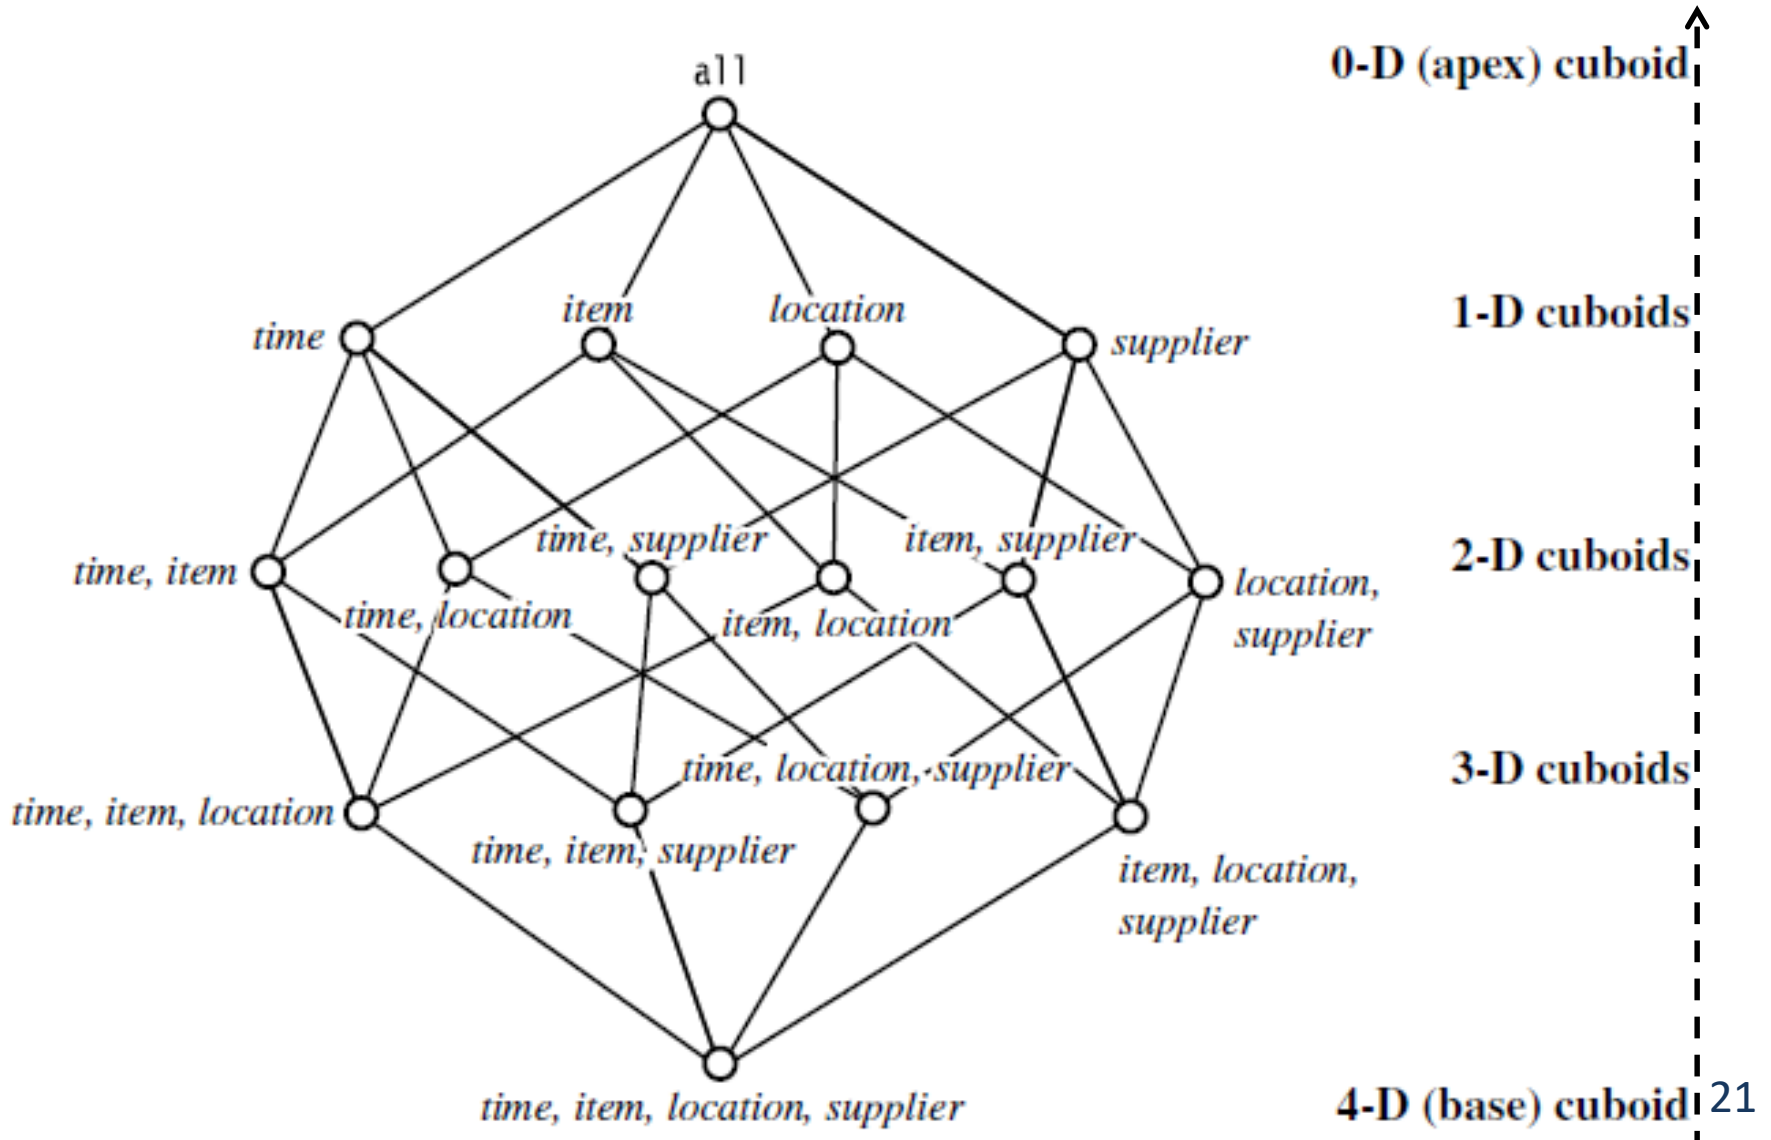 all
0-D (apex) cuboid
time
item
location
supplier
1-D cuboids
time, item
time, location
time, supplier
item, location
item, supplier
location,
supplier
2-D cuboids
time, item, location
time, item, supplier
time, location, supplier
item, location,
supplier
3-D cuboids
time, item, location, supplier
4-D (base) cuboid
21